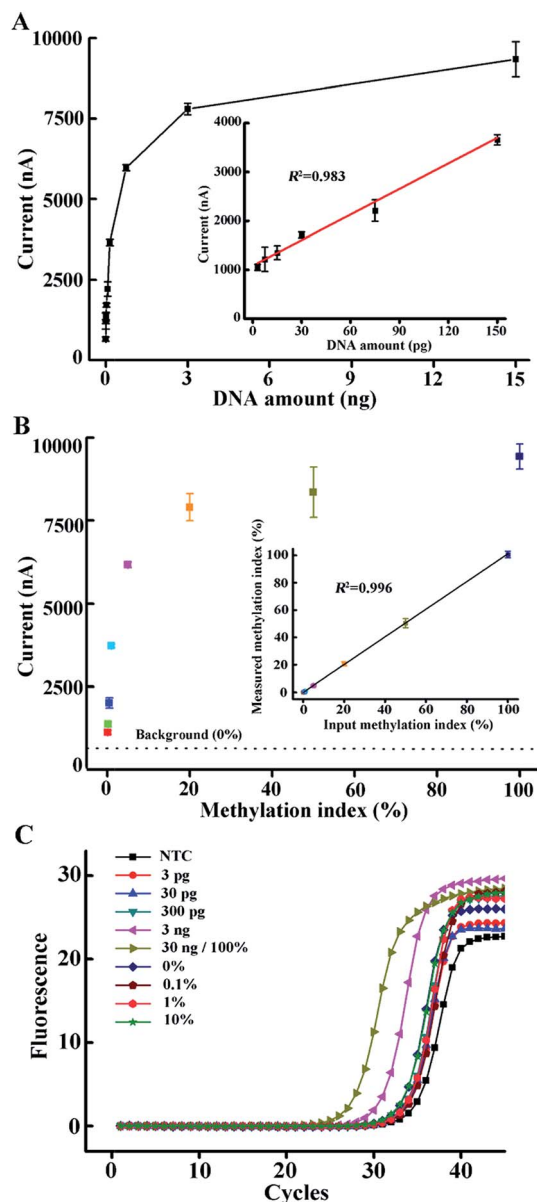 A
10000
7500
5000
2500
0
Current (nA)
4000
3000
2000
1000
0
Current (nA)
R²=0.983
0 30 60 90 120 150
DNA amount (pg)
0 3 6 9 12 15
DNA amount (ng)
B
10000
7500
5000
2500
0
Current (nA)
Measured methylation index (%)
100
80
60
40
20
0
R²=0.996
0 20 40 60 80 100
Input methylation index (%)
Background (0%)
0 20 40 60 80 100
Methylation index (%)
C
30
20
10
0
Fluorescence
NTC
3 pg
30 pg
300 pg
3 ng
30 ng / 100%
0%
0.1%
1%
10%
0 10 20 30 40
Cycles